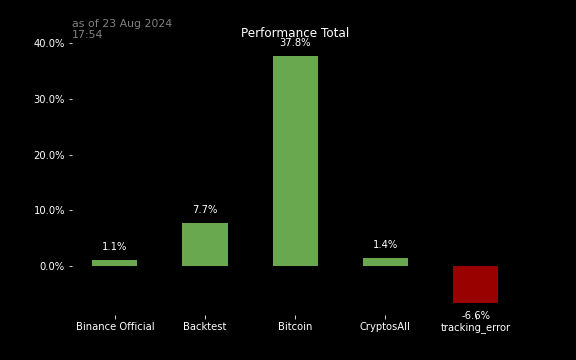 as of 23 Aug 2024
17:54
Performance Total
40.0%
30.0%
20.0%
10.0%
0.0%
1.1%
7.7%
37.8%
1.4%
-6.6%
Binance Official
Backtest
Bitcoin
CryptosAll
tracking_error